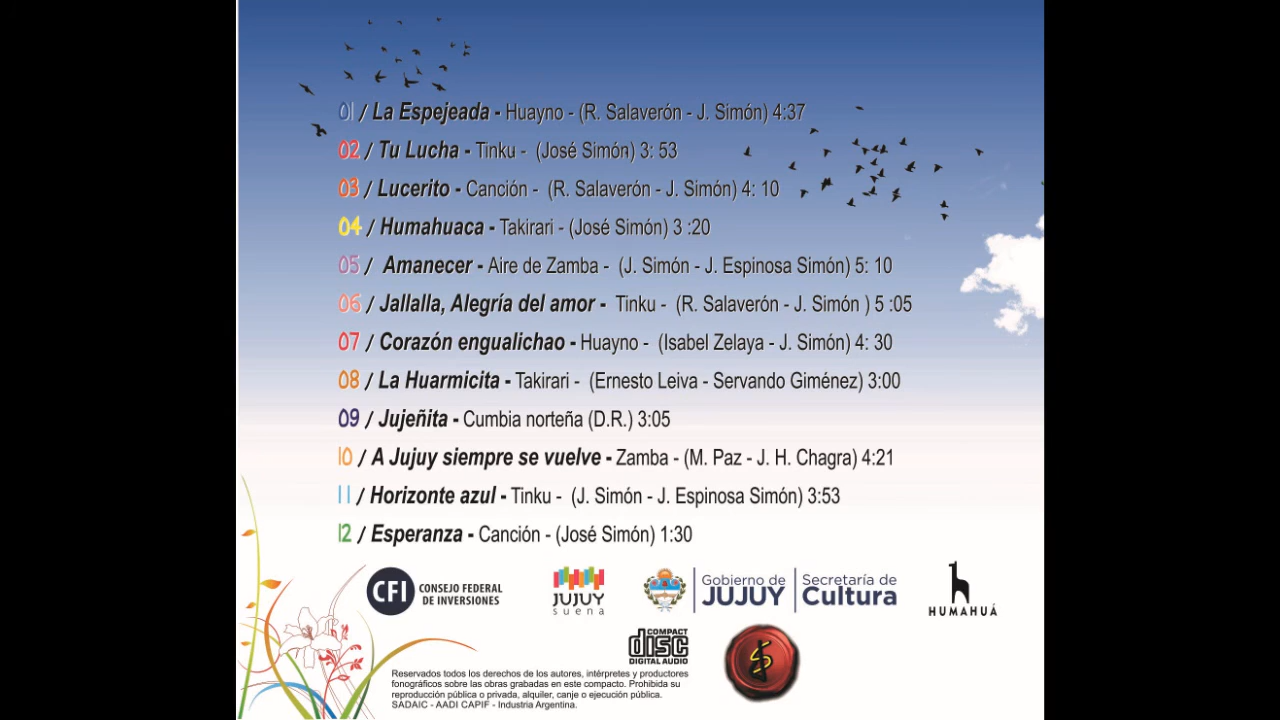 01 / La Espejeada - Huayno - (R. Salaverón - J. Simón) 4:37
02 / Tu Lucha - Tinku - (José Simón) 3: 53
03 / Lucerito - Canción - (R. Salaverón - J. Simón) 4: 10
04 / Humahuaca - Takirari - (José Simón) 3 :20
05 / Amanecer - Aire de Zamba - (J. Simón - J. Espinosa Simón) 5: 10
06 / Jallalla, Alegría del amor - Tinku - (R. Salaverón - J. Simón ) 5 :05
07 / Corazón engualichao - Huayno - (Isabel Zelaya - J. Simón) 4: 30
08 / La Huarmicita - Takirari - (Ernesto Leiva - Servando Giménez) 3:00
09 / Jujeñita - Cumbia norteña (D.R.) 3:05
10 / A Jujuy siempre se vuelve - Zamba - (M. Paz - J. H. Chagra) 4:21
11 / Horizonte azul - Tinku - (J. Simón - J. Espinosa Simón) 3:53
12 / Esperanza - Canción - (José Simón) 1:30
CFI CONSEJO FEDERAL
DE INVERSIONES
JUJUY
suena
Gobierno de
JUJUY
Secretaría de
Cultura
HUMAHUÁ
COMPACT
disc
DIGITAL AUDIO
Reservados todos los derechos de los autores, intérpretes y productores
fonográficos sobre las obras grabadas en este compacto. Prohibida su
reproducción pública o privada, alquiler, canje o ejecución pública.
SADAIC - AADI CAPIF - Industria Argentina.